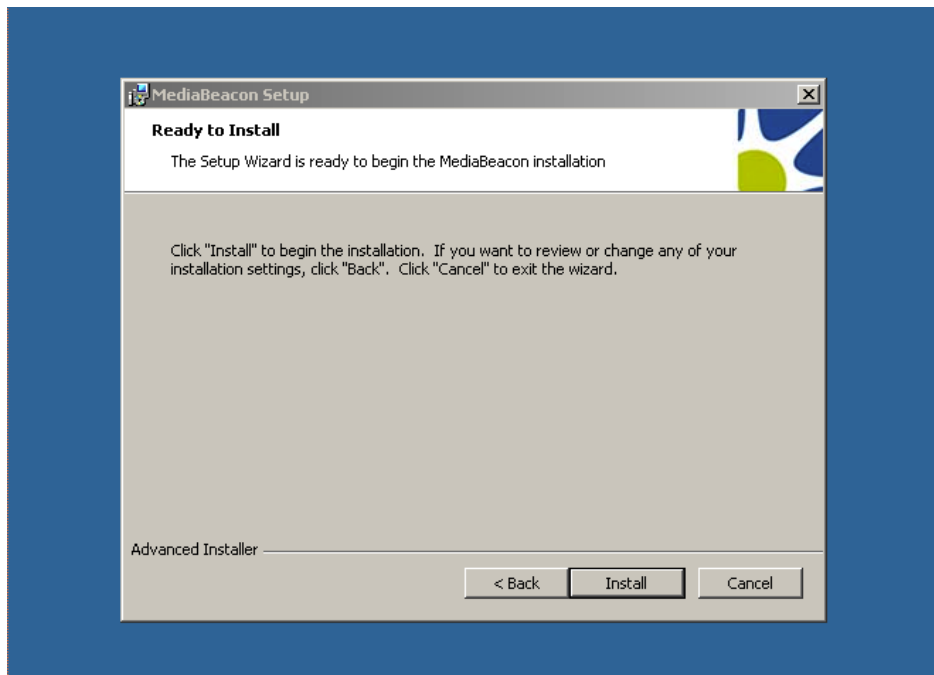 MediaBeacon Setup
Ready to Install
The Setup Wizard is ready to begin the MediaBeacon installation
Click "Install" to begin the installation.  If you want to review or change any of your
installation settings, click "Back".  Click "Cancel" to exit the wizard.
Advanced Installer
< Back
Install
Cancel